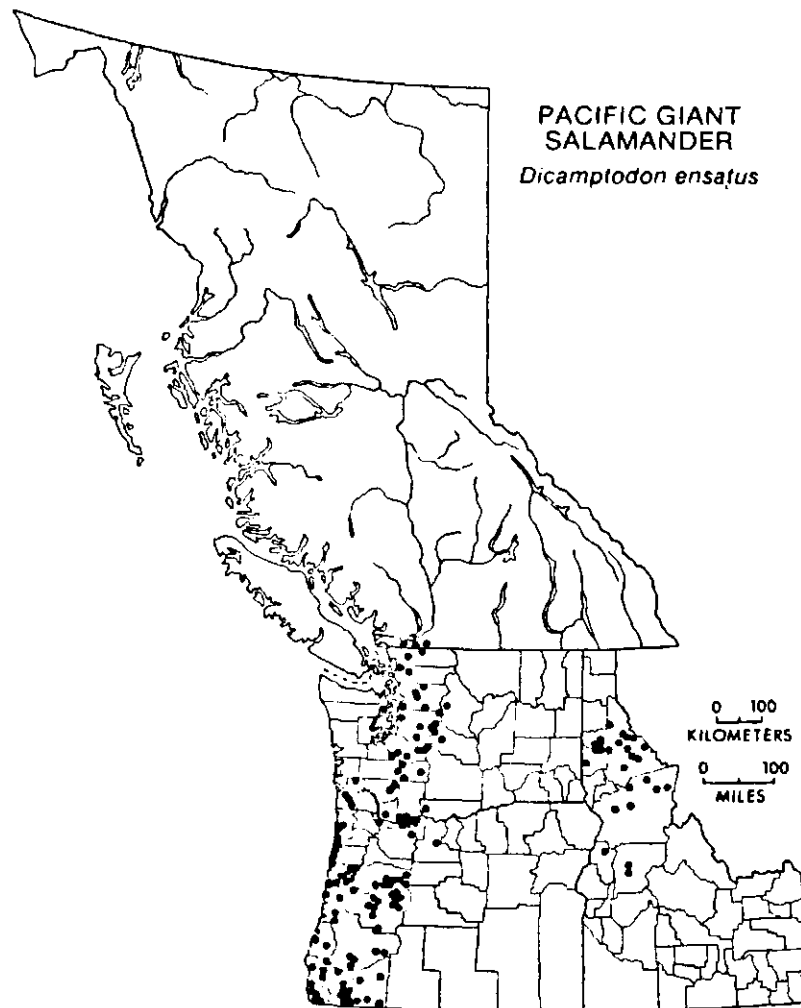 PACIFIC GIANT
SALAMANDER
Dicamptodon ensatus
0 100
KILOMETERS
0 100
MILES